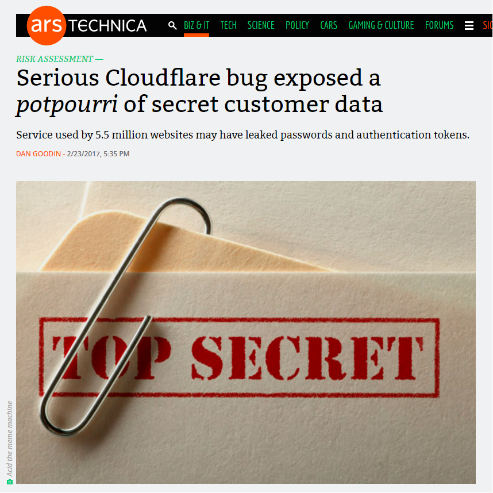 ars TECHNICA BIZ & IT TECH SCIENCE POLICY CARS GAMING & CULTURE FORUMS SIG
RISK ASSESSMENT —
Serious Cloudflare bug exposed a
potpourri of secret customer data
Service used by 5.5 million websites may have leaked passwords and authentication tokens.
DAN GOODIN - 2/23/2017, 5:35 PM
TOP SECRET
Acid the meme machine